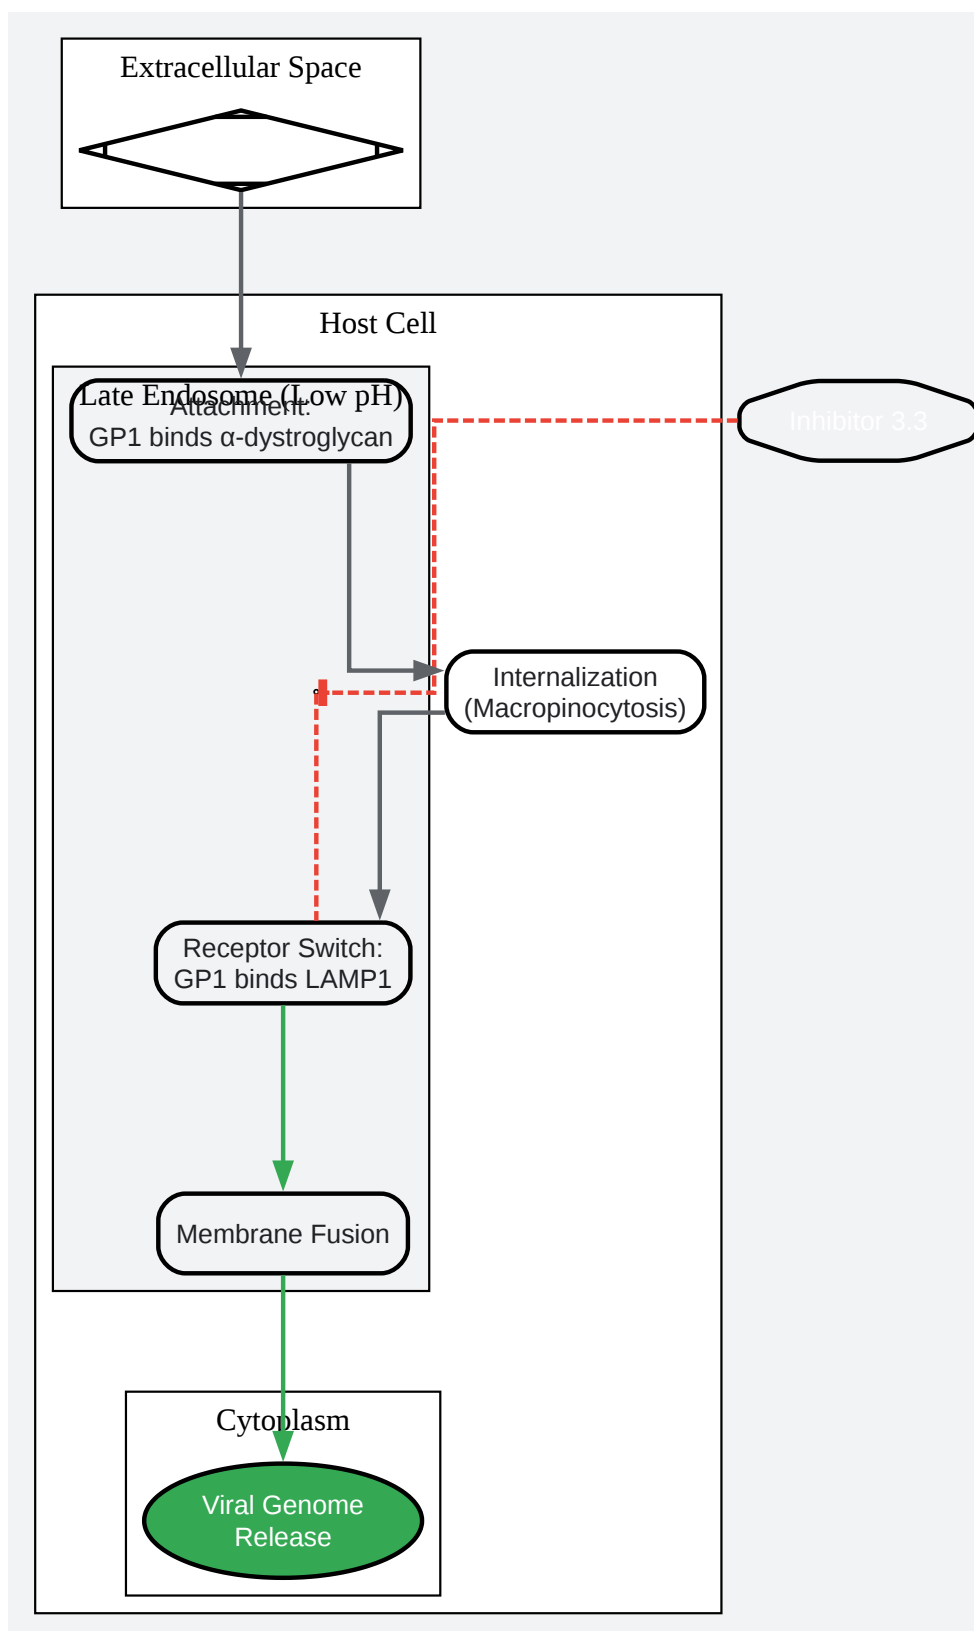 Extracellular Space
Host Cell
Late Endosome (Low pH)
Attachment:
GP1 binds α-dystroglycan
Inhibitor 3.3
Internalization
(Macropinocytosis)
Receptor Switch:
GP1 binds LAMP1
Membrane Fusion
Cytoplasm
Viral Genome
Release